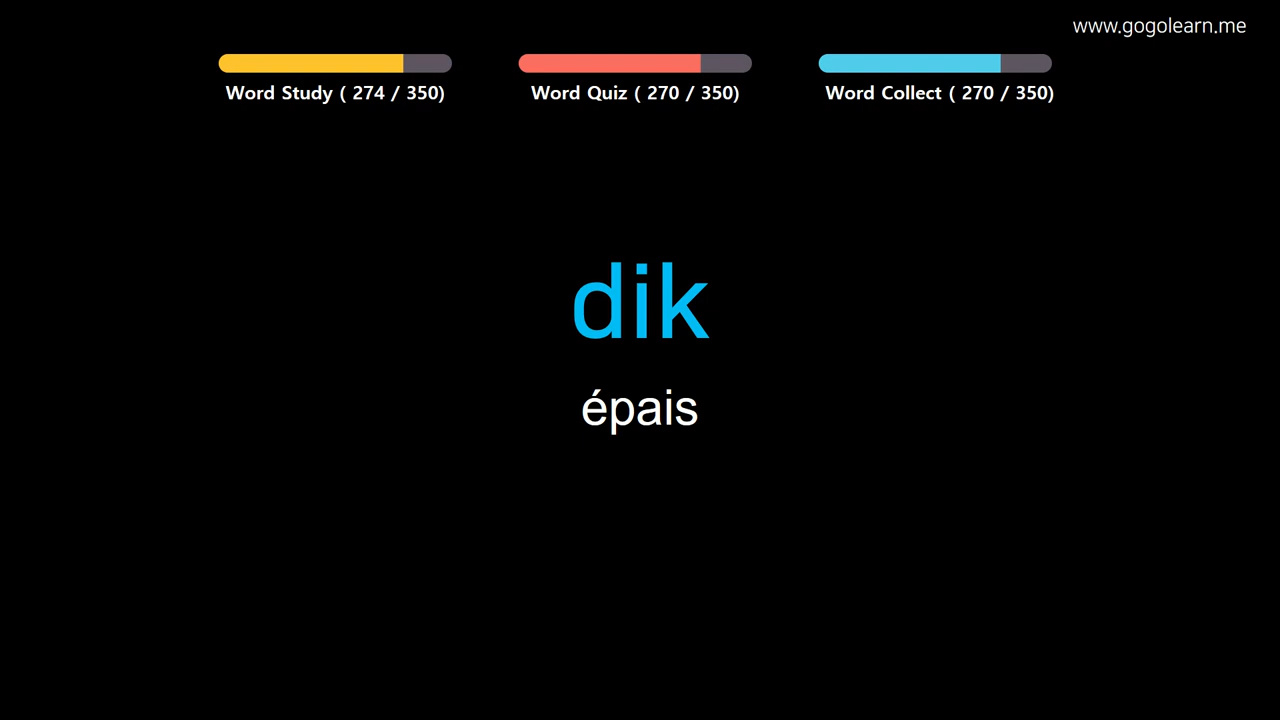 www.gogolearn.me
Word Study ( 274 / 350)
Word Quiz ( 270 / 350)
Word Collect ( 270 / 350)
dik
épais